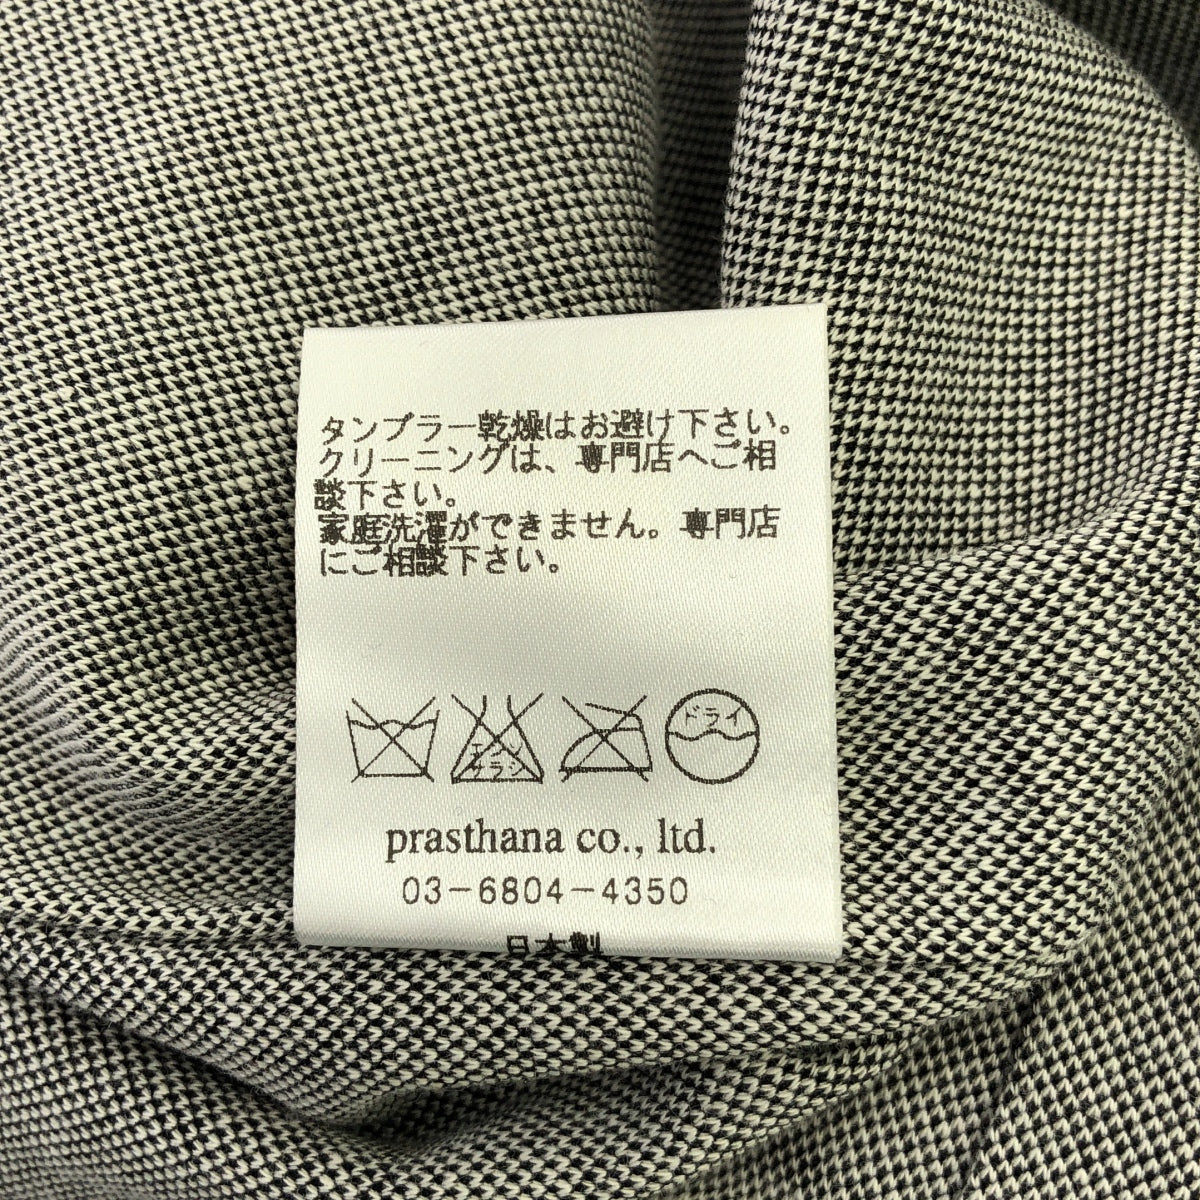 タンブラー乾燥はお避け下さい。
クリーニングは、専門店へご相
談下さい。
家庭洗濯ができません。専門店
にご相談下さい。
エンソ
サラシ
ドライ
prasthana co., ltd.
03-6804-4350
日本製